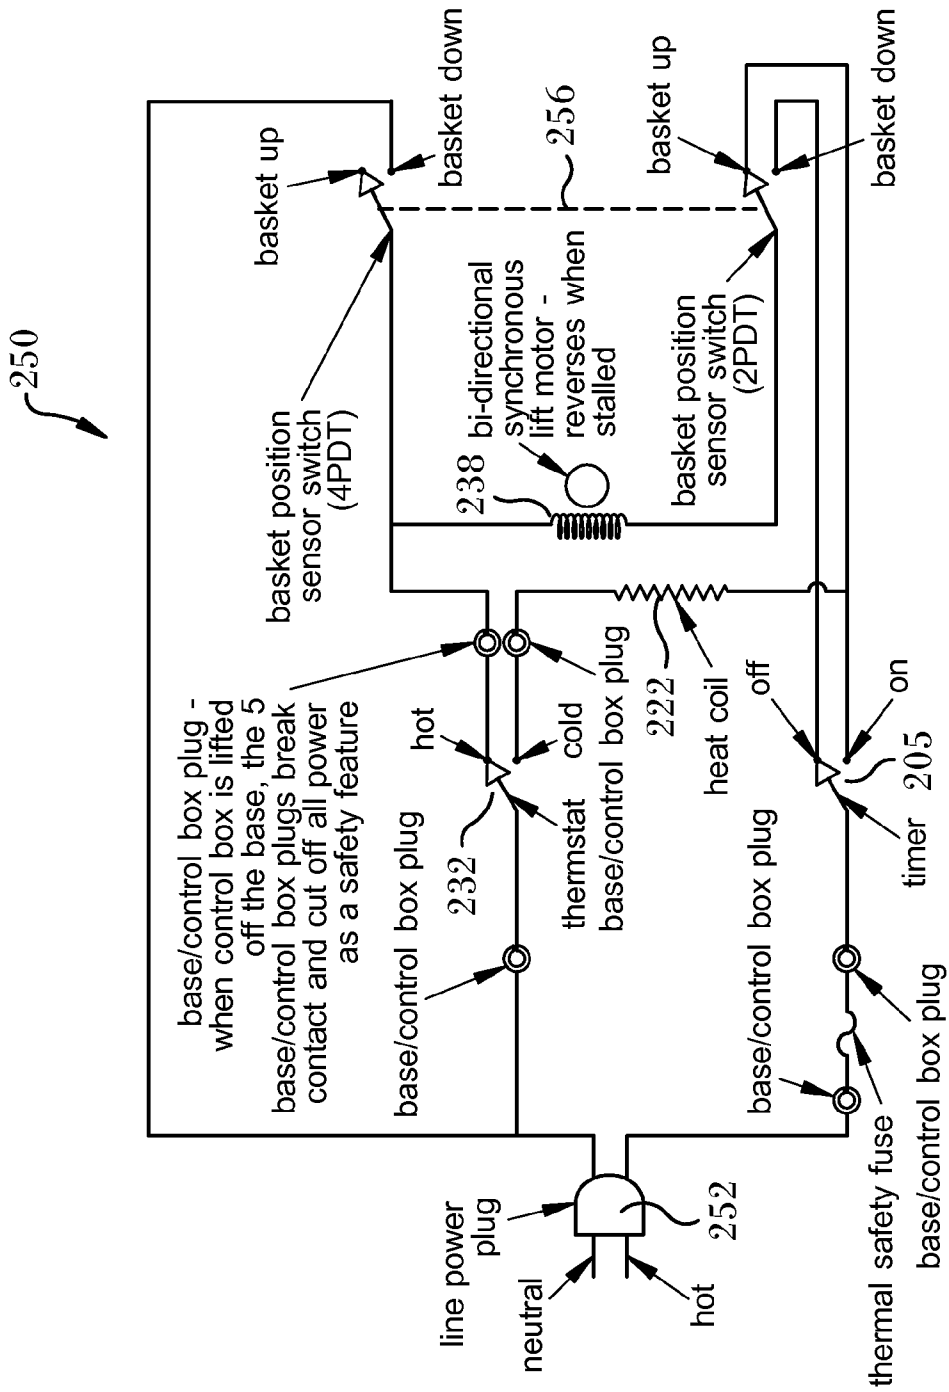 250
base/control box plug -
when control box is lifted
off the base, the 5
base/control box plugs break
contact and cut off all power
as a safety feature
basket position
sensor switch
(4PDT)
basket up
basket down
256
bi-directional
synchronous
lift motor -
reverses when
stalled
238
basket position
sensor switch
(2PDT)
basket up
basket down
line power
plug
neutral
hot
252
base/control box plug
232
hot
cold
thermstat
base/control box plug
222
heat coil
base/control box plug
off
on
205
timer
thermal safety fuse
base/control box plug